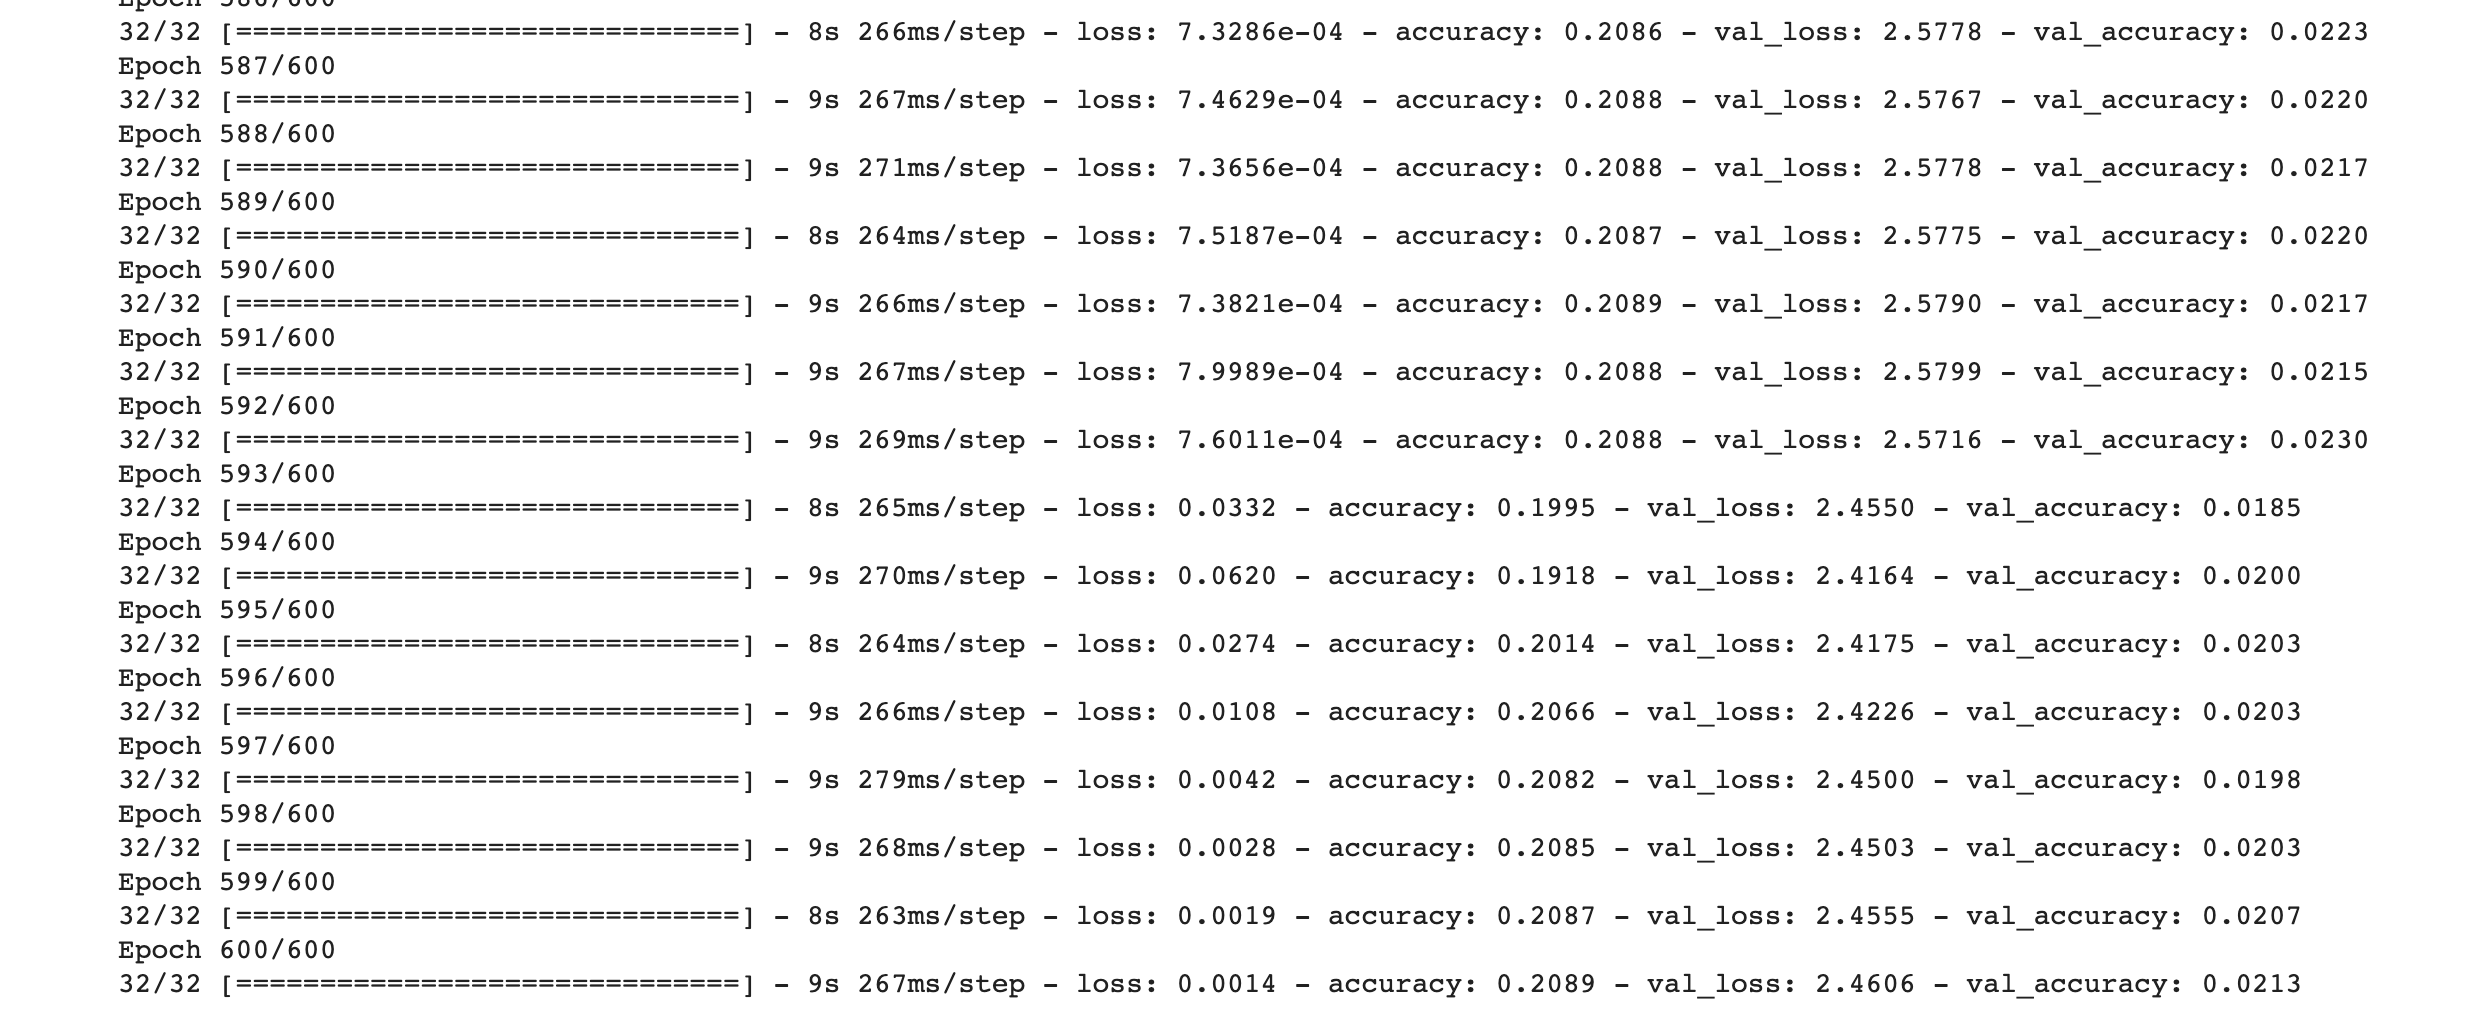 Epoch 586/600
32/32 [==============================] - 8s 266ms/step - loss: 7.3286e-04 - accuracy: 0.2086 - val_loss: 2.5778 - val_accuracy: 0.0223
Epoch 587/600
32/32 [==============================] - 9s 267ms/step - loss: 7.4629e-04 - accuracy: 0.2088 - val_loss: 2.5767 - val_accuracy: 0.0220
Epoch 588/600
32/32 [==============================] - 9s 271ms/step - loss: 7.3656e-04 - accuracy: 0.2088 - val_loss: 2.5778 - val_accuracy: 0.0217
Epoch 589/600
32/32 [==============================] - 8s 264ms/step - loss: 7.5187e-04 - accuracy: 0.2087 - val_loss: 2.5775 - val_accuracy: 0.0220
Epoch 590/600
32/32 [==============================] - 9s 266ms/step - loss: 7.3821e-04 - accuracy: 0.2089 - val_loss: 2.5790 - val_accuracy: 0.0217
Epoch 591/600
32/32 [==============================] - 9s 267ms/step - loss: 7.9989e-04 - accuracy: 0.2088 - val_loss: 2.5799 - val_accuracy: 0.0215
Epoch 592/600
32/32 [==============================] - 9s 269ms/step - loss: 7.6011e-04 - accuracy: 0.2088 - val_loss: 2.5716 - val_accuracy: 0.0230
Epoch 593/600
32/32 [==============================] - 8s 265ms/step - loss: 0.0332 - accuracy: 0.1995 - val_loss: 2.4550 - val_accuracy: 0.0185
Epoch 594/600
32/32 [==============================] - 9s 270ms/step - loss: 0.0620 - accuracy: 0.1918 - val_loss: 2.4164 - val_accuracy: 0.0200
Epoch 595/600
32/32 [==============================] - 8s 264ms/step - loss: 0.0274 - accuracy: 0.2014 - val_loss: 2.4175 - val_accuracy: 0.0203
Epoch 596/600
32/32 [==============================] - 9s 266ms/step - loss: 0.0108 - accuracy: 0.2066 - val_loss: 2.4226 - val_accuracy: 0.0203
Epoch 597/600
32/32 [==============================] - 9s 279ms/step - loss: 0.0042 - accuracy: 0.2082 - val_loss: 2.4500 - val_accuracy: 0.0198
Epoch 598/600
32/32 [==============================] - 9s 268ms/step - loss: 0.0028 - accuracy: 0.2085 - val_loss: 2.4503 - val_accuracy: 0.0203
Epoch 599/600
32/32 [==============================] - 8s 263ms/step - loss: 0.0019 - accuracy: 0.2087 - val_loss: 2.4555 - val_accuracy: 0.0207
Epoch 600/600
32/32 [==============================] - 9s 267ms/step - loss: 0.0014 - accuracy: 0.2089 - val_loss: 2.4606 - val_accuracy: 0.0213